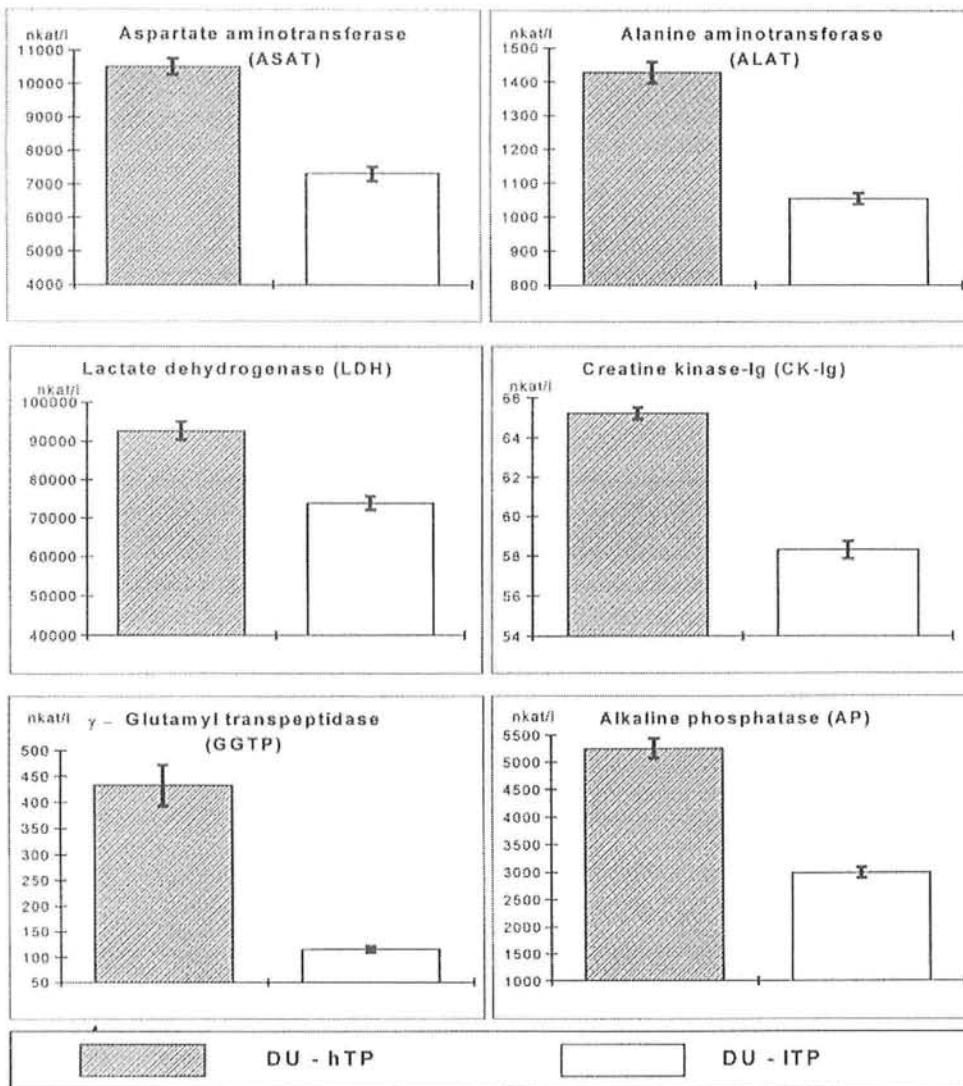 nkat/l
Aspartate aminotransferase
(ASAT)
11000
10000
9000
8000
7000
6000
5000
4000
nkat/l
Alanine aminotransferase
(ALAT)
1500
1400
1300
1200
1100
1000
900
800
Lactate dehydrogenase (LDH)
nkat/l
100000
90000
80000
70000
60000
50000
40000
Creatine kinase-Ig (CK-Ig)
nkat/l
66
64
62
60
58
56
54
nkat/l
γ – Glutamyl transpeptidase
(GGTP)
500
450
400
350
300
250
200
150
100
50
nkat/l
Alkaline phosphatase (AP)
5500
5000
4500
4000
3500
3000
2500
2000
1500
1000
DU - hTP
DU - lTP